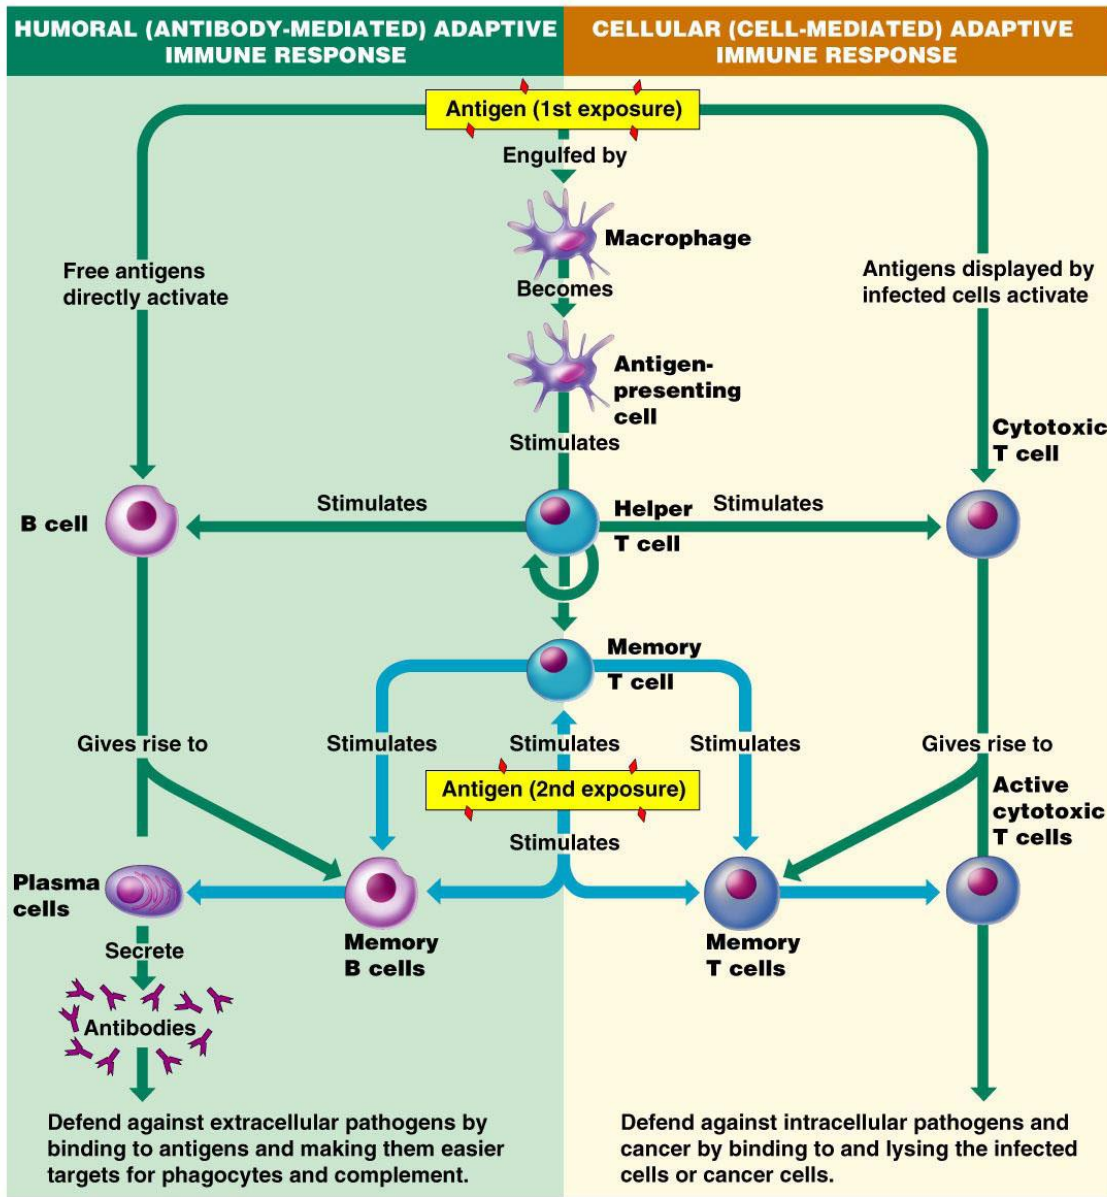 HUMORAL (ANTIBODY-MEDIATED) ADAPTIVE
IMMUNE RESPONSE
CELLULAR (CELL-MEDIATED) ADAPTIVE
IMMUNE RESPONSE
Antigen (1st exposure)
Engulfed by
Macrophage
Free antigens
directly activate
Becomes
Antigens displayed by
infected cells activate
Antigen-
presenting
cell
Stimulates
Cytotoxic
T cell
B cell
Stimulates
Helper
T cell
Stimulates
Memory
T cell
Gives rise to
Stimulates
Stimulates
Stimulates
Gives rise to
Antigen (2nd exposure)
Active
cytotoxic
T cells
Stimulates
Plasma
cells
Memory
B cells
Memory
T cells
Secrete
Antibodies
Defend against extracellular pathogens by
binding to antigens and making them easier
targets for phagocytes and complement.
Defend against intracellular pathogens and
cancer by binding to and lysing the infected
cells or cancer cells.